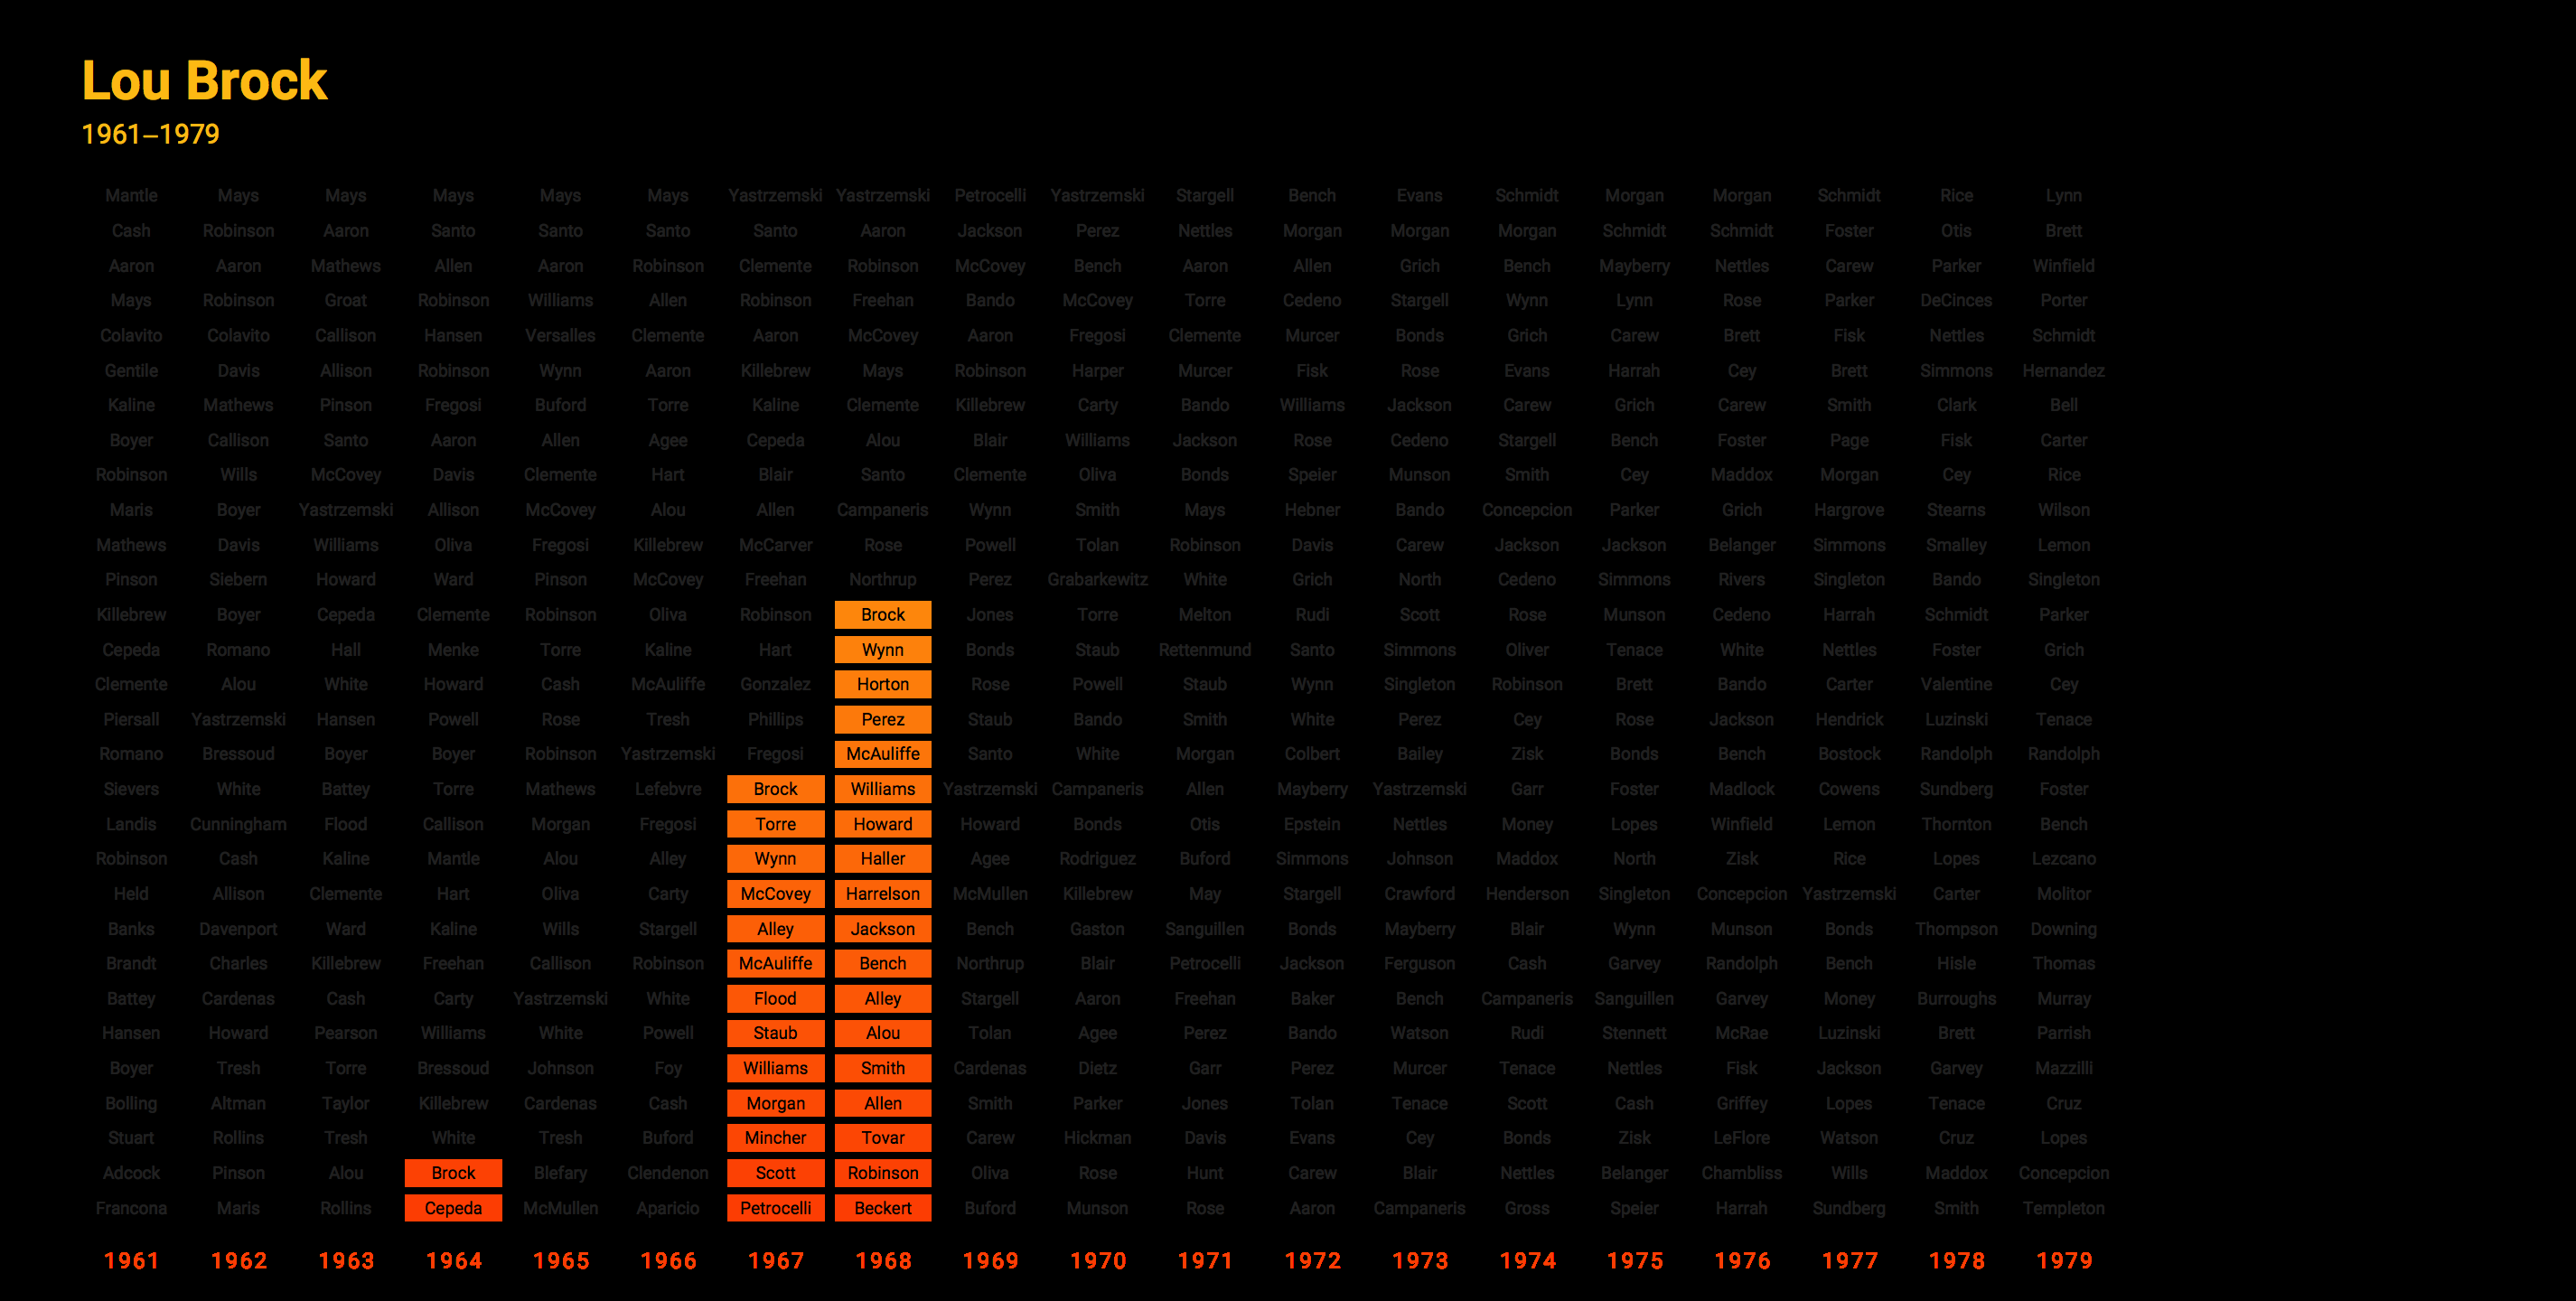 Lou Brock
1961–1979
Mantle Mays Mays Mays Mays Mays Yastrzemski Yastrzemski Petrocelli Yastrzemski Stargell Bench Evans Schmidt Morgan Morgan Schmidt Rice Lynn
Cash Robinson Aaron Santo Santo Santo Santo Aaron Jackson Perez Nettles Morgan Morgan Morgan Schmidt Schmidt Foster Otis Brett
Aaron Aaron Mathews Allen Aaron Robinson Clemente Robinson McCovey Bench Aaron Allen Grich Bench Mayberry Nettles Carew Parker Winfield
Mays Robinson Groat Robinson Williams Allen Robinson Freehan Bando McCovey Torre Cedeno Stargell Wynn Lynn Rose Parker DeCinces Porter
Colavito Colavito Callison Hansen Versalles Clemente Aaron McCovey Aaron Fregosi Clemente Murcer Bonds Grich Carew Brett Fisk Nettles Schmidt
Gentile Davis Allison Robinson Wynn Aaron Killebrew Mays Robinson Harper Murcer Fisk Rose Evans Harrah Cey Brett Simmons Hernandez
Kaline Mathews Pinson Fregosi Buford Torre Kaline Clemente Killebrew Carty Bando Williams Jackson Carew Grich Carew Smith Clark Bell
Boyer Callison Santo Aaron Allen Agee Cepeda Alou Blair Williams Jackson Rose Cedeno Stargell Bench Foster Page Fisk Carter
Robinson Wills McCovey Davis Clemente Hart Blair Santo Clemente Oliva Bonds Speier Munson Smith Cey Maddox Morgan Cey Rice
Maris Boyer Yastrzemski Allison McCovey Alou Allen Campaneris Wynn Smith Mays Hebner Bando Concepcion Parker Grich Hargrove Stearns Wilson
Mathews Davis Williams Oliva Fregosi Killebrew McCarver Rose Powell Tolan Robinson Davis Carew Jackson Jackson Belanger Simmons Smalley Lemon
Pinson Siebern Howard Ward Pinson McCovey Freehan Northrup Perez Grabarkewitz White Grich North Cedeno Simmons Rivers Singleton Bando Singleton
Killebrew Boyer Cepeda Clemente Robinson Oliva Robinson Brock Jones Torre Melton Rudi Scott Rose Munson Cedeno Harrah Schmidt Parker
Cepeda Romano Hall Menke Torre Kaline Hart Wynn Bonds Staub Rettenmund Santo Simmons Oliver Tenace White Nettles Foster Grich
Clemente Alou White Howard Cash McAuliffe Gonzalez Horton Rose Powell Staub Wynn Singleton Robinson Brett Bando Carter Valentine Cey
Piersall Yastrzemski Hansen Powell Rose Tresh Phillips Perez Staub Bando Smith White Perez Cey Rose Jackson Hendrick Luzinski Tenace
Romano Bressoud Boyer Boyer Robinson Yastrzemski Fregosi McAuliffe Santo White Morgan Colbert Bailey Zisk Bonds Bench Bostock Randolph Randolph
Sievers White Battey Torre Mathews Lefebvre Brock Williams Yastrzemski Campaneris Allen Mayberry Yastrzemski Garr Foster Madlock Cowens Sundberg Foster
Landis Cunningham Flood Callison Morgan Fregosi Torre Howard Howard Bonds Otis Epstein Nettles Money Lopes Winfield Lemon Thornton Bench
Robinson Cash Kaline Mantle Alou Alley Wynn Haller Agee Rodriguez Buford Simmons Johnson Maddox North Zisk Rice Lopes Lezcano
Held Allison Clemente Hart Oliva Carty McCovey Harrelson McMullen Killebrew May Stargell Crawford Henderson Singleton Concepcion Yastrzemski Carter Molitor
Banks Davenport Ward Kaline Wills Stargell Alley Jackson Bench Gaston Sanguillen Bonds Mayberry Blair Wynn Munson Bonds Thompson Downing
Brandt Charles Killebrew Freehan Callison Robinson McAuliffe Bench Northrup Blair Petrocelli Jackson Ferguson Cash Garvey Randolph Bench Hisle Thomas
Battey Cardenas Cash Carty Yastrzemski White Flood Alley Stargell Aaron Freehan Baker Bench Campaneris Sanguillen Garvey Money Burroughs Murray
Hansen Howard Pearson Williams White Powell Staub Alou Tolan Agee Perez Bando Watson Rudi Stennett McRae Luzinski Brett Parrish
Boyer Tresh Torre Bressoud Johnson Foy Williams Smith Cardenas Dietz Garr Perez Murcer Tenace Nettles Fisk Jackson Garvey Mazzilli
Bolling Altman Taylor Killebrew Cardenas Cash Morgan Allen Smith Parker Jones Tolan Tenace Scott Cash Griffey Lopes Tenace Cruz
Stuart Rollins Tresh White Tresh Buford Mincher Tovar Carew Hickman Davis Evans Cey Bonds Zisk LeFlore Watson Cruz Lopes
Adcock Pinson Alou Brock Blefary Clendenon Scott Robinson Oliva Rose Hunt Carew Blair Nettles Belanger Chambliss Wills Maddox Concepcion
Francona Maris Rollins Cepeda McMullen Aparicio Petrocelli Beckert Buford Munson Rose Aaron Campaneris Gross Speier Harrah Sundberg Smith Templeton
1961 1962 1963 1964 1965 1966 1967 1968 1969 1970 1971 1972 1973 1974 1975 1976 1977 1978 1979